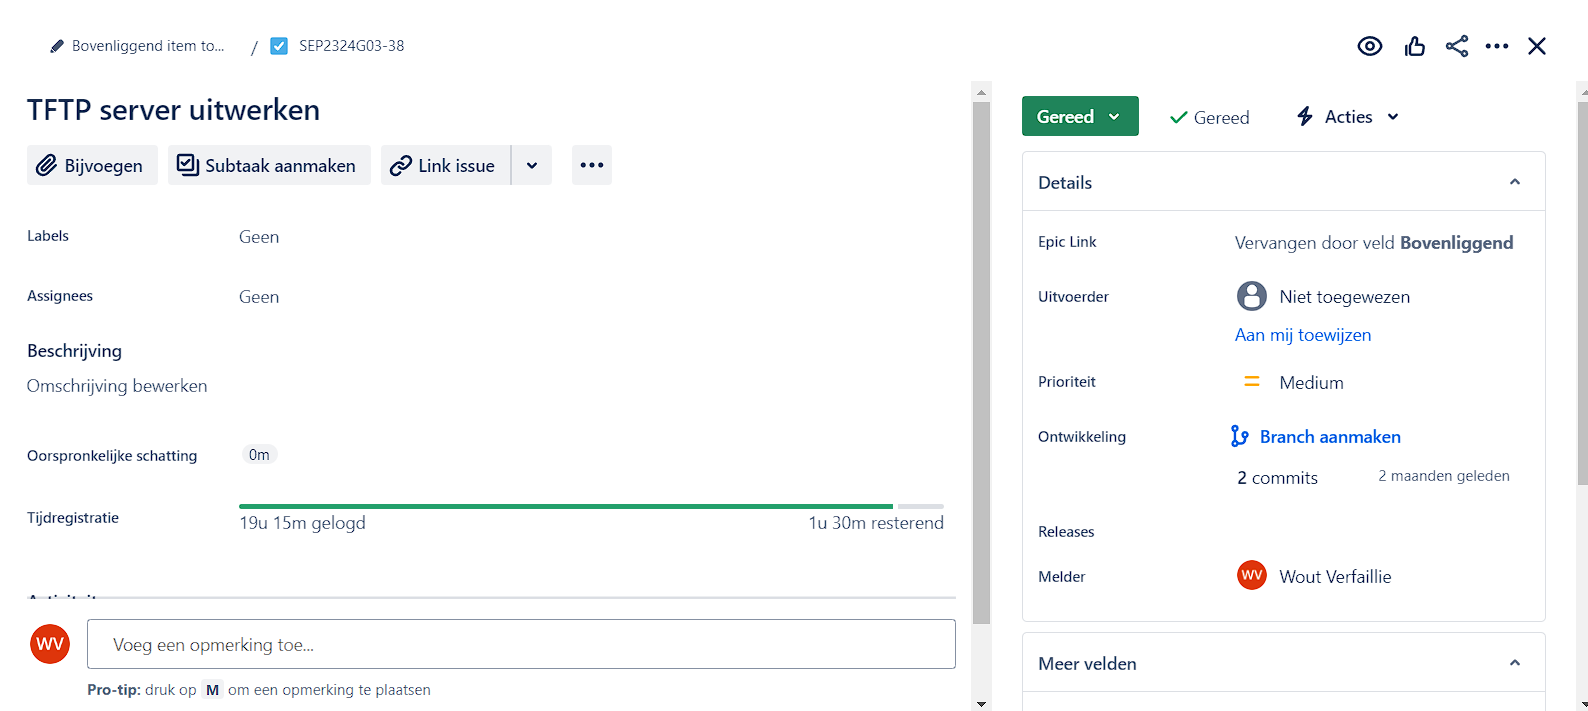 Bovenliggend item to... / SEP2324G03-38
TFTP server uitwerken
Bijvoegen Subtaak aanmaken Link issue
Labels Geen
Assignees Geen
Beschrijving
Omschrijving bewerken
Oorspronkelijke schatting 0m
Tijdregistratie 19u 15m gelogd 1u 30m resterend
WV Voeg een opmerking toe...
Pro-tip: druk op M om een opmerking te plaatsen
Gereed Gereed Acties
Details
Epic Link Vervangen door veld Bovenliggend
Uitvoerder Niet toegewezen
Aan mij toewijzen
Prioriteit Medium
Ontwikkeling Branch aanmaken
2 commits 2 maanden geleden
Releases
Melder WV Wout Verfaillie
Meer velden